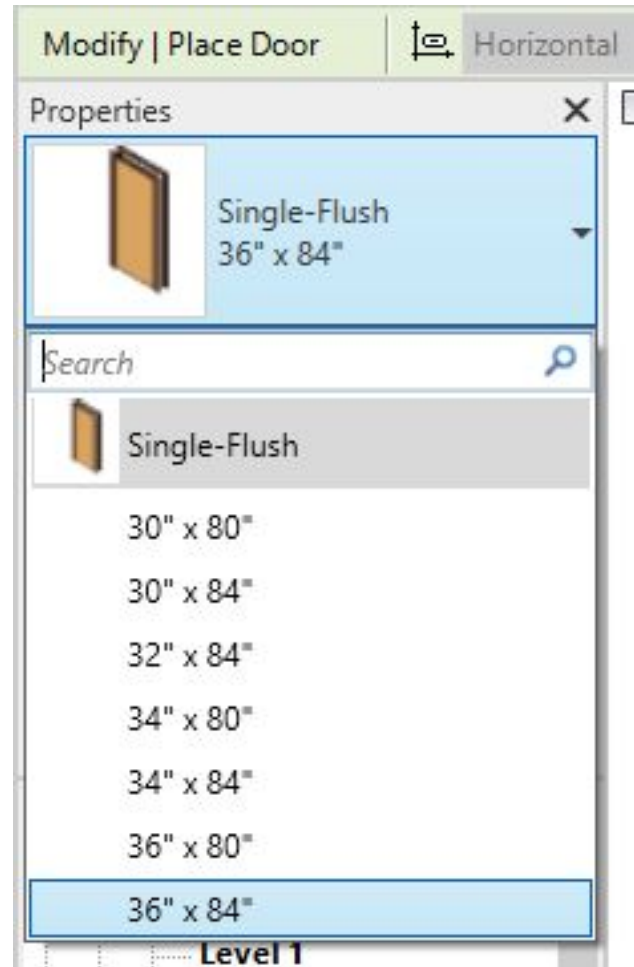 Modify | Place Door Horizontal
Properties
Single-Flush
36" x 84"
Search
Single-Flush
30" x 80"
30" x 84"
32" x 84"
34" x 80"
34" x 84"
36" x 80"
36" x 84"
Level 1